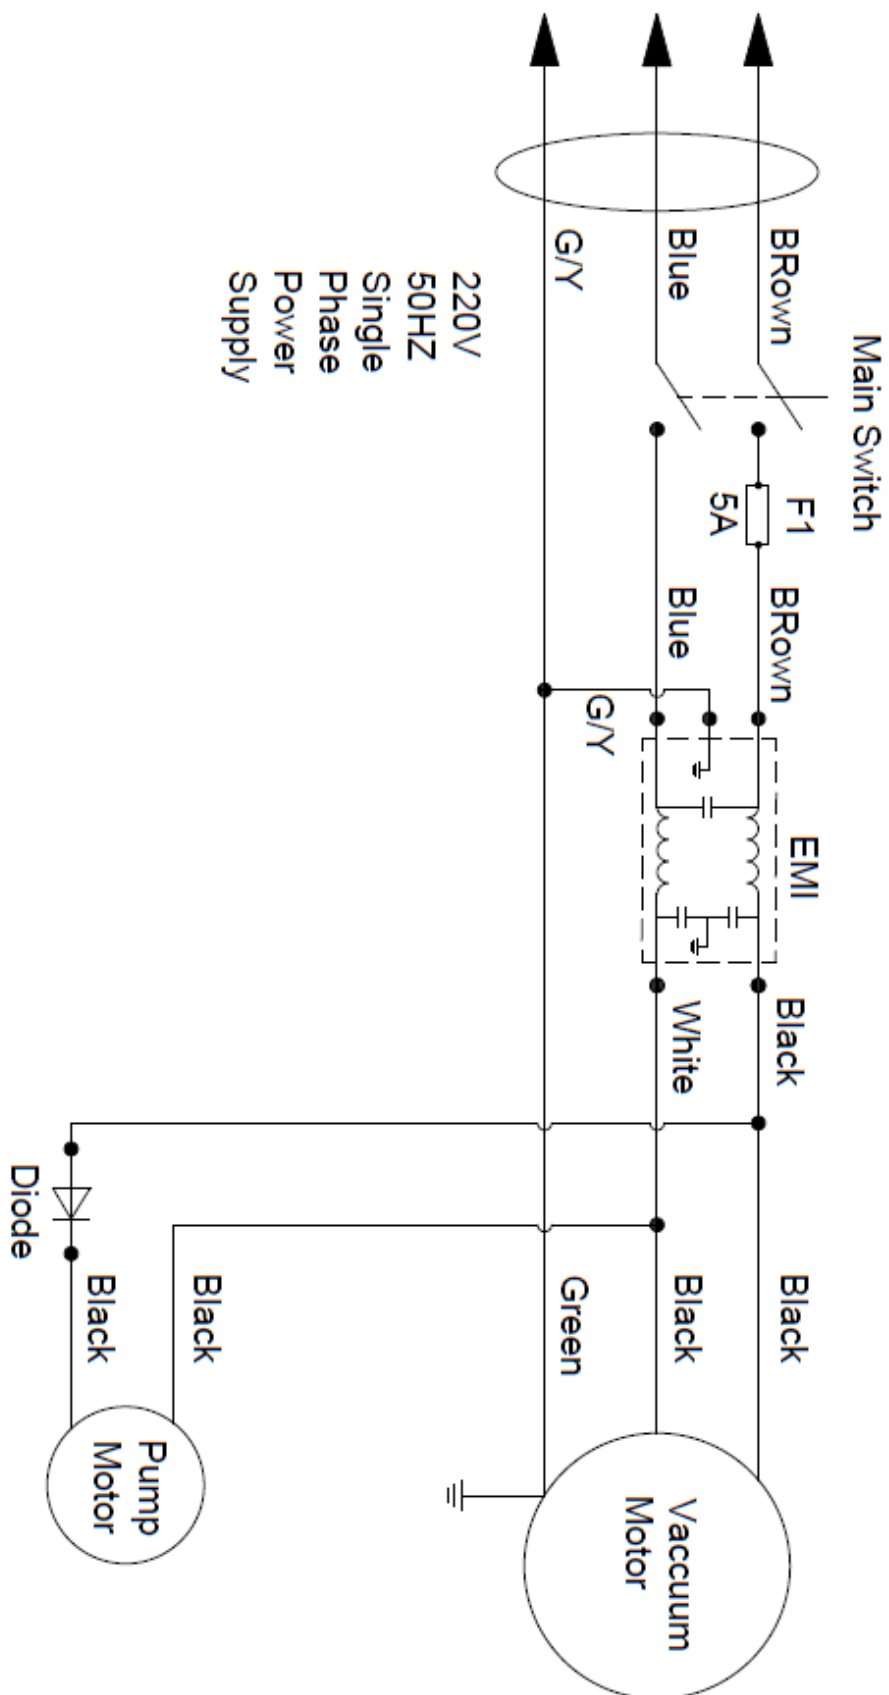 Main Switch
BRown
F1
5A
BRown
EMI
Black
Black
Blue
Blue
White
Black
G/Y
G/Y
Green
Vaccuum
Motor
220V
50HZ
Single
Phase
Power
Supply
Black
Pump
Motor
Black
Diode